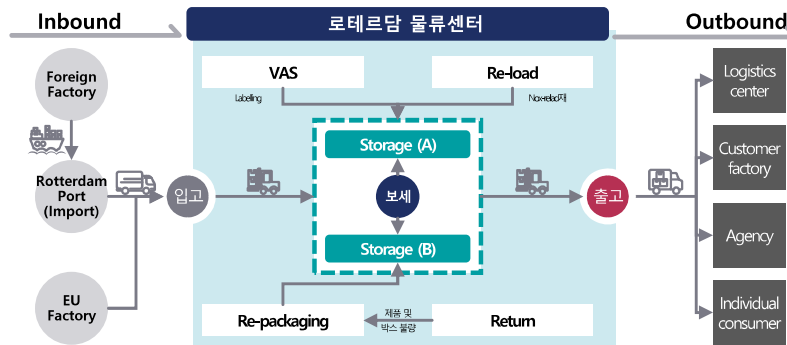 Inbound
로테르담 물류센터
Outbound
Foreign
Factory
Rotterdam
Port
(Import)
EU
Factory
입고
VAS
Labelling
Re-load
Storage (A)
보세
Storage (B)
Re-packaging
제품 및
박스 불량
Return
출고
Logistics
center
Customer
factory
Agency
Individual
consumer